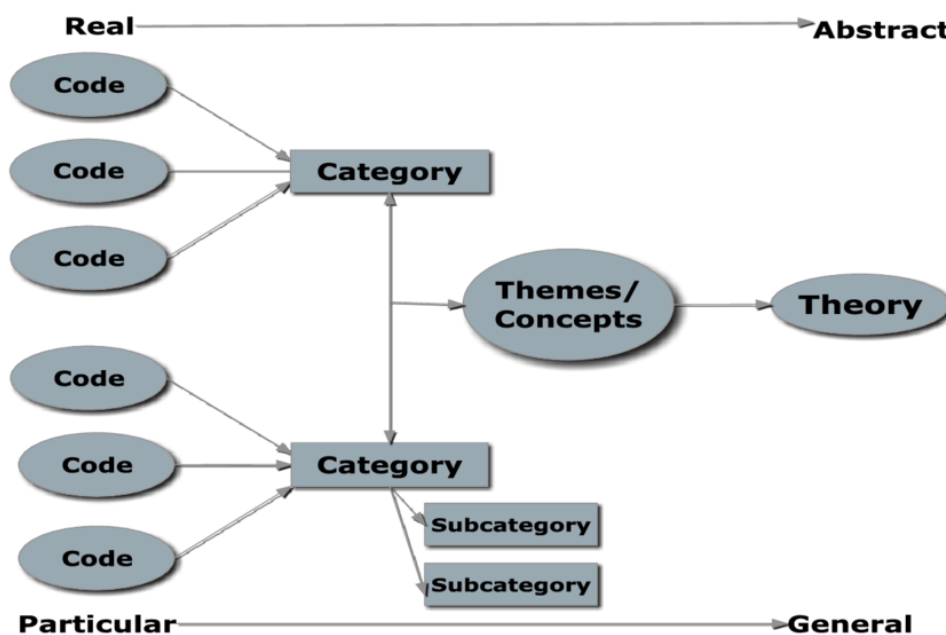 Real
Abstract
Code
Code
Category
Code
Themes/
Concepts
Theory
Code
Code
Category
Code
Subcategory
Subcategory
Particular
General